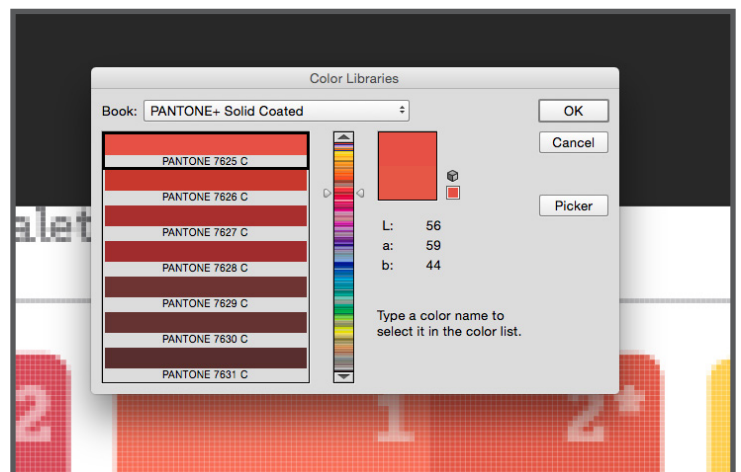 Color Libraries
Book: PANTONE+ Solid Coated
OK
Cancel
Picker
PANTONE 7625 C
PANTONE 7626 C
PANTONE 7627 C
PANTONE 7628 C
PANTONE 7629 C
PANTONE 7630 C
PANTONE 7631 C
L: 56
a: 59
b: 44
Type a color name to
select it in the color list.
alet
2
1
2*